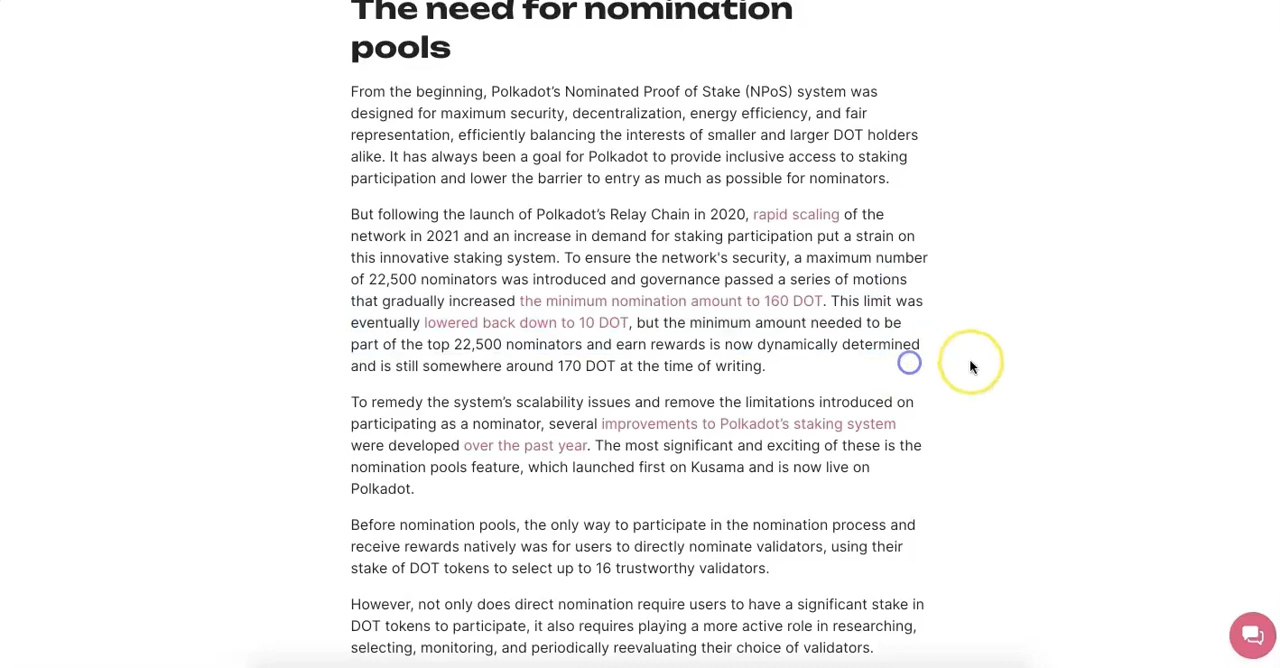 The need for nomination
pools
From the beginning, Polkadot's Nominated Proof of Stake (NPoS) system was
designed for maximum security, decentralization, energy efficiency, and fair
representation, efficiently balancing the interests of smaller and larger DOT holders
alike. It has always been a goal for Polkadot to provide inclusive access to staking
participation and lower the barrier to entry as much as possible for nominators.
But following the launch of Polkadot's Relay Chain in 2020, rapid scaling of the
network in 2021 and an increase in demand for staking participation put a strain on
this innovative staking system. To ensure the network's security, a maximum number
of 22,500 nominators was introduced and governance passed a series of motions
that gradually increased the minimum nomination amount to 160 DOT. This limit was
eventually lowered back down to 10 DOT, but the minimum amount needed to be
part of the top 22,500 nominators and earn rewards is now dynamically determined
and is still somewhere around 170 DOT at the time of writing.
To remedy the system's scalability issues and remove the limitations introduced on
participating as a nominator, several improvements to Polkadot's staking system
were developed over the past year. The most significant and exciting of these is the
nomination pools feature, which launched first on Kusama and is now live on
Polkadot.
Before nomination pools, the only way to participate in the nomination process and
receive rewards natively was for users to directly nominate validators, using their
stake of DOT tokens to select up to 16 trustworthy validators.
However, not only does direct nomination require users to have a significant stake in
DOT tokens to participate, it also requires playing a more active role in researching,
selecting, monitoring, and periodically reevaluating their choice of validators.